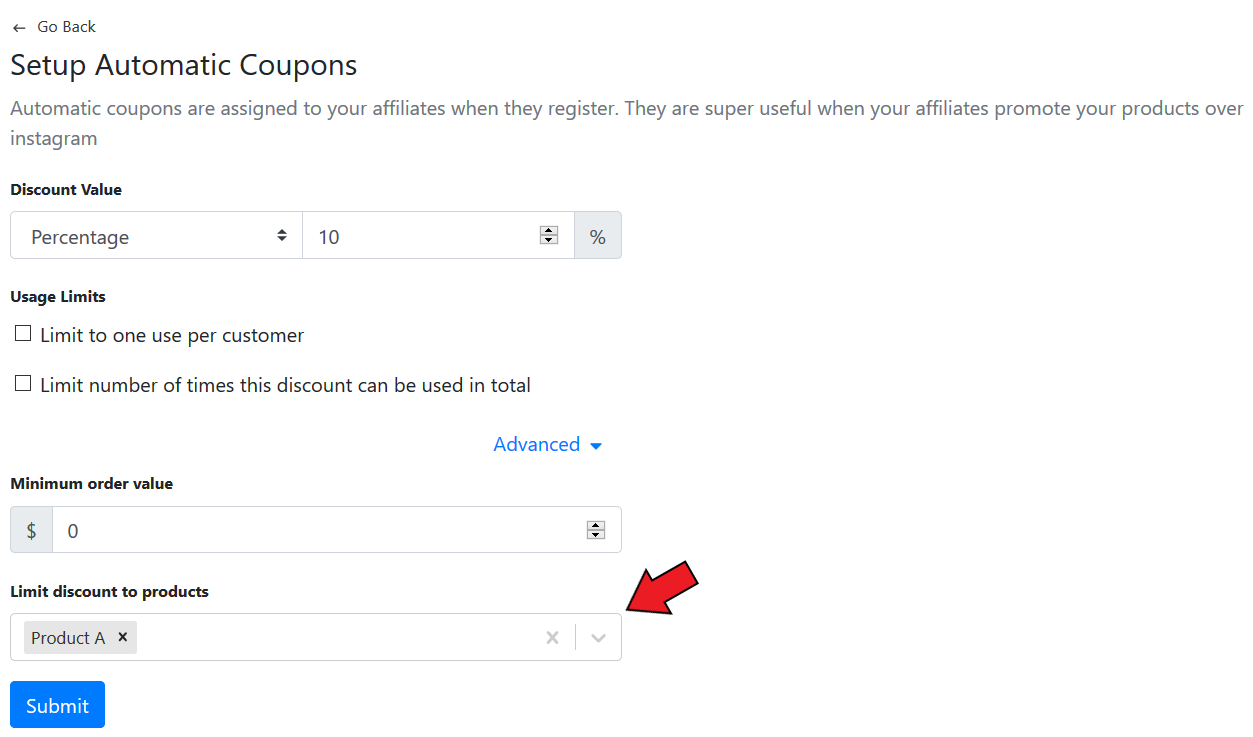 ← Go Back
Setup Automatic Coupons
Automatic coupons are assigned to your affiliates when they register. They are super useful when your affiliates promote your products over
instagram
Discount Value
Percentage 10 %
Usage Limits
Limit to one use per customer
Limit number of times this discount can be used in total
Advanced
Minimum order value
$ 0
Limit discount to products
Product A ×
Submit